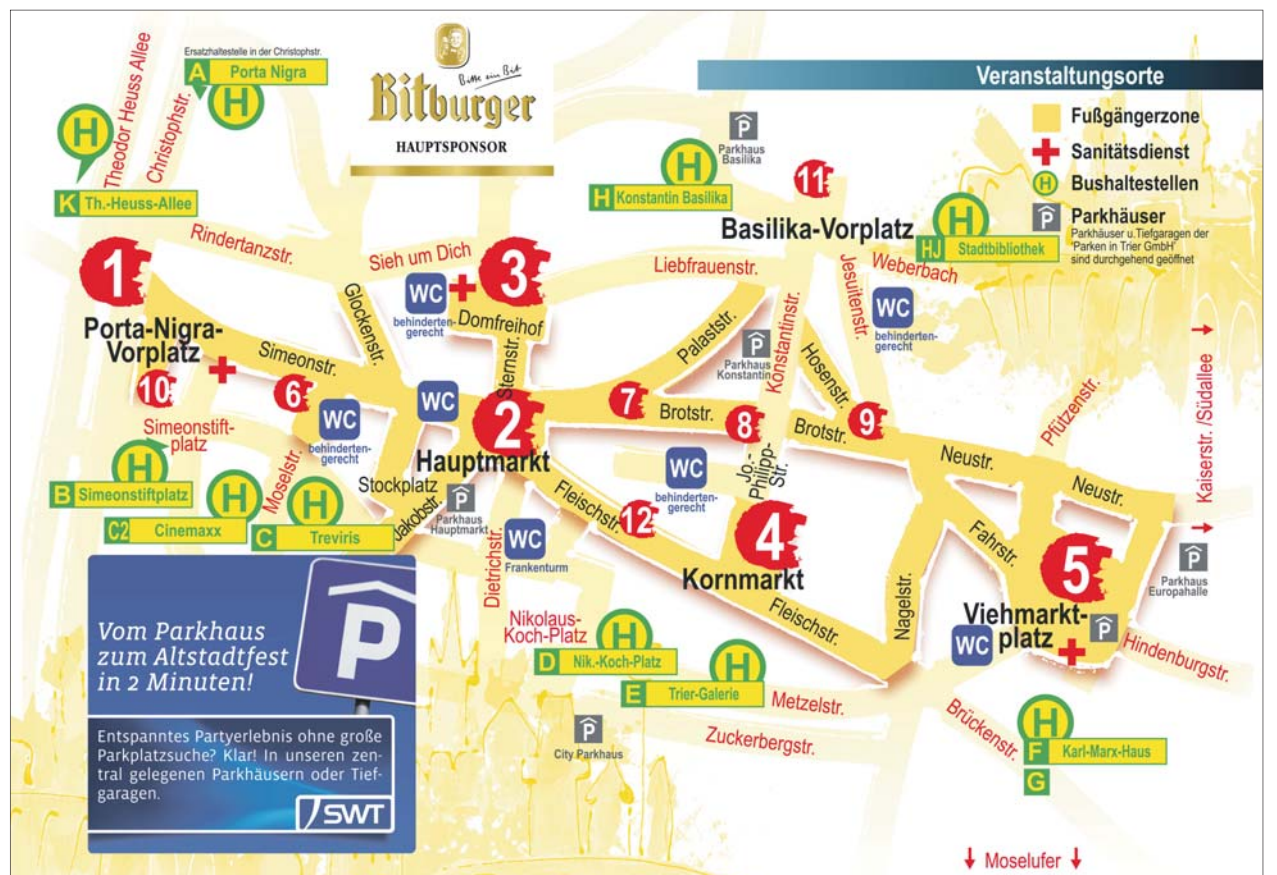 Ersatzhaltestelle in der Christophstr.
A Porta Nigra
H
Bitte ein Bit
Bitburger
HAUPTSPONSOR
Veranstaltungsorte
Fußgängerzone
Sanitätsdienst
H Bushaltestellen
P Parkhäuser
Parkhäuser u.Tiefgaragen der
'Parken in Trier GmbH'
sind durchgehend geöffnet
Theodor Heuss Allee
Christophstr.
H
K Th.-Heuss-Allee
P
Parkhaus
Basilika
H
H Konstantin Basilika
11
Basilika-Vorplatz
H
HJ Stadtbibliothek
Rindertanzstr.
Sieh um Dich
Liebfrauenstr.
Jesuitenstr.
Weberbach
1
Porta-Nigra-
Vorplatz
3
WC
behinderten-
gerecht
Domfreihof
Glockenstr.
Simeonstr.
Sternstr.
Palaststr.
P
Parkhaus
Konstantin
Konstantinstr.
Hosenstr.
WC
behinderten-
gerecht
Kaiserstr. /Südallee
10
6
WC
behinderten-
gerecht
WC
2
Hauptmarkt
7
Brotstr.
8
Brotstr.
9
Pfützenstr.
Simeonstift-
platz
H
B Simeonstiftplatz
Moselstr.
H
C2 Cinemaxx
H
C Treviris
Stockplatz
Jakobstr.
P
Parkhaus
Hauptmarkt
Fleischstr.
12
WC
behinderten-
gerecht
Jo.-
Philipp-
Str.
4
Kornmarkt
Neustr.
Neustr.
Fahrstr.
5
Viehmarkt-
platz
P
Parkhaus
Europahalle
Dietrichstr.
WC
Frankenturm
Fleischstr.
Nagelstr.
WC
P
Hindenburgstr.
Nikolaus-
Koch-Platz
H
D Nik.-Koch-Platz
H
E Trier-Galerie
Metzelstr.
Zuckerbergstr.
P
City Parkhaus
Brückenstr.
H
F Karl-Marx-Haus
G
P
Vom Parkhaus
zum Altstadtfest
in 2 Minuten!
Entspanntes Partyerlebnis ohne große
Parkplatzsuche? Klar! In unseren zen-
tral gelegenen Parkhäusern oder Tief-
garagen.
SWT
Moselufer